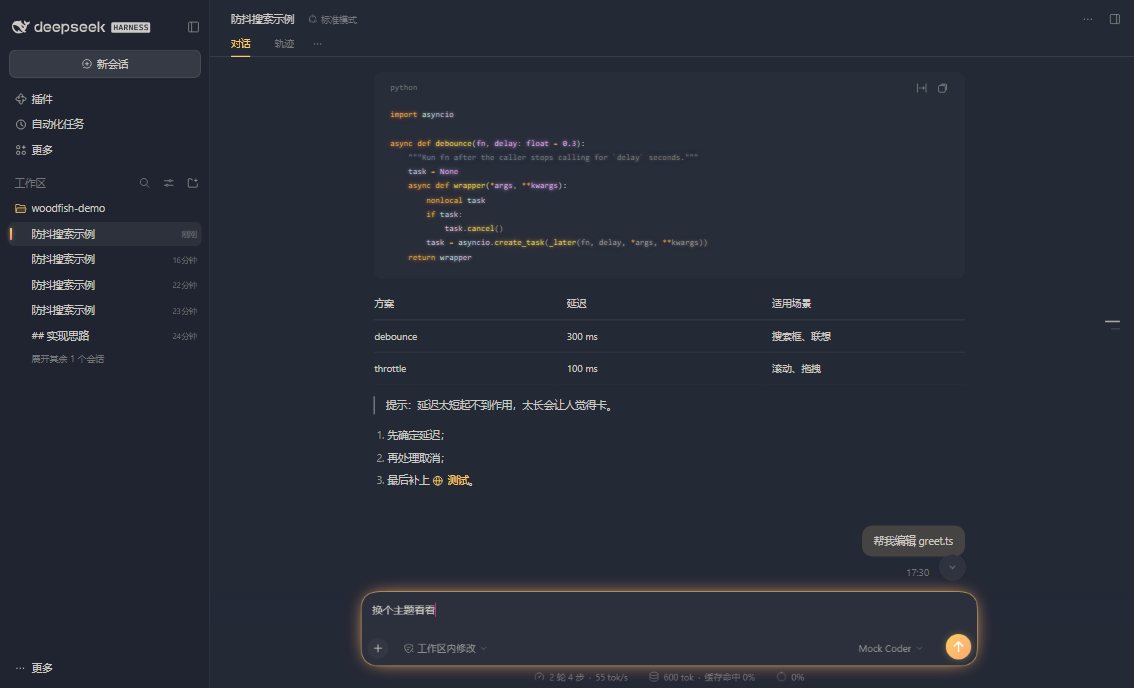 deepseek HARNESS
新会话
插件
自动化任务
更多
工作区
woodfish-demo
防抖搜索示例 刚刚
防抖搜索示例 16分钟
防抖搜索示例 22分钟
防抖搜索示例 23分钟
## 实现思路 24分钟
展开其余 1 个会话
··· 更多
防抖搜索示例 标准模式
对话 轨迹 ···
python
import asyncio
async def debounce(fn, delay: float = 0.3):
"""Run fn after the caller stops calling for `delay` seconds."""
task = None
async def wrapper(*args, **kwargs):
nonlocal task
if task:
task.cancel()
task = asyncio.create_task(_later(fn, delay, *args, **kwargs))
return wrapper
方案 延迟 适用场景
debounce 300 ms 搜索框、联想
throttle 100 ms 滚动、拖拽
提示：延迟太短起不到作用，太长会让人觉得卡。
1. 先确定延迟；
2. 再处理取消；
3. 最后补上 测试。
帮我编辑 greet.ts
17:30
换个主题看看
工作区内修改 Mock Coder
2 轮 4 步 · 55 tok/s 600 tok · 缓存命中 0% 0%